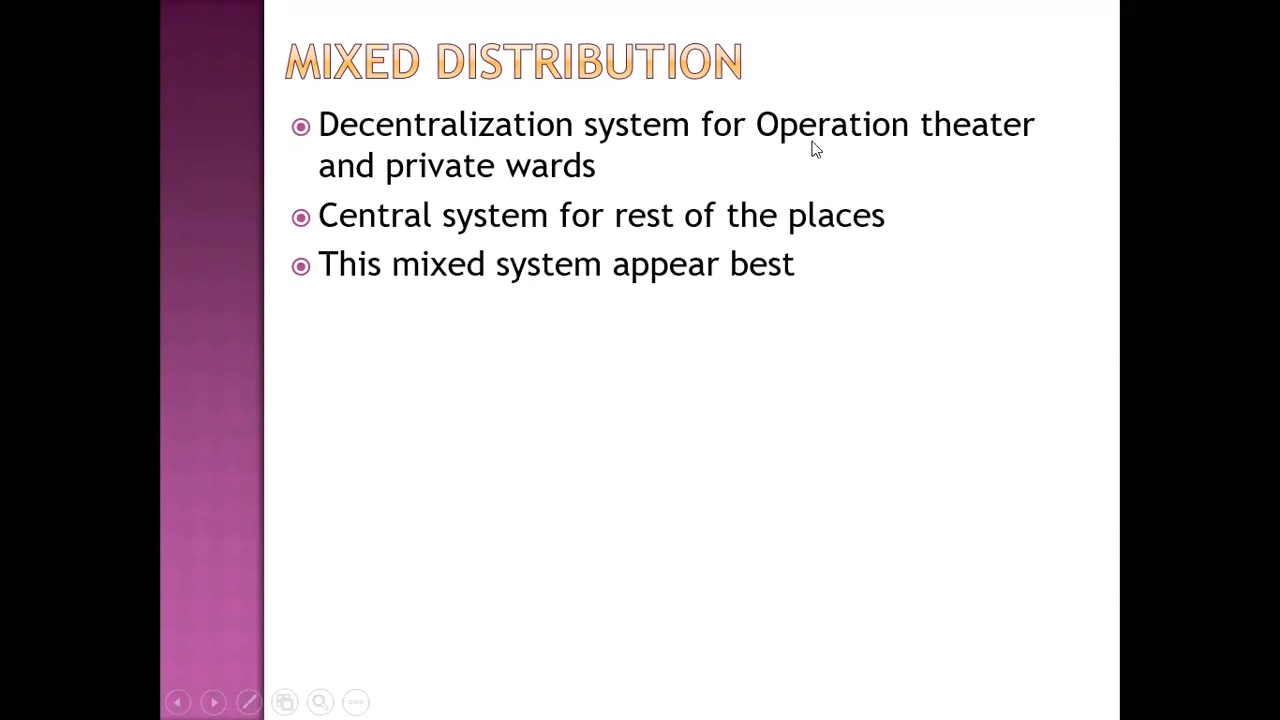 MIXED DISTRIBUTION
Decentralization system for Operation theater
and private wards
Central system for rest of the places
This mixed system appear best